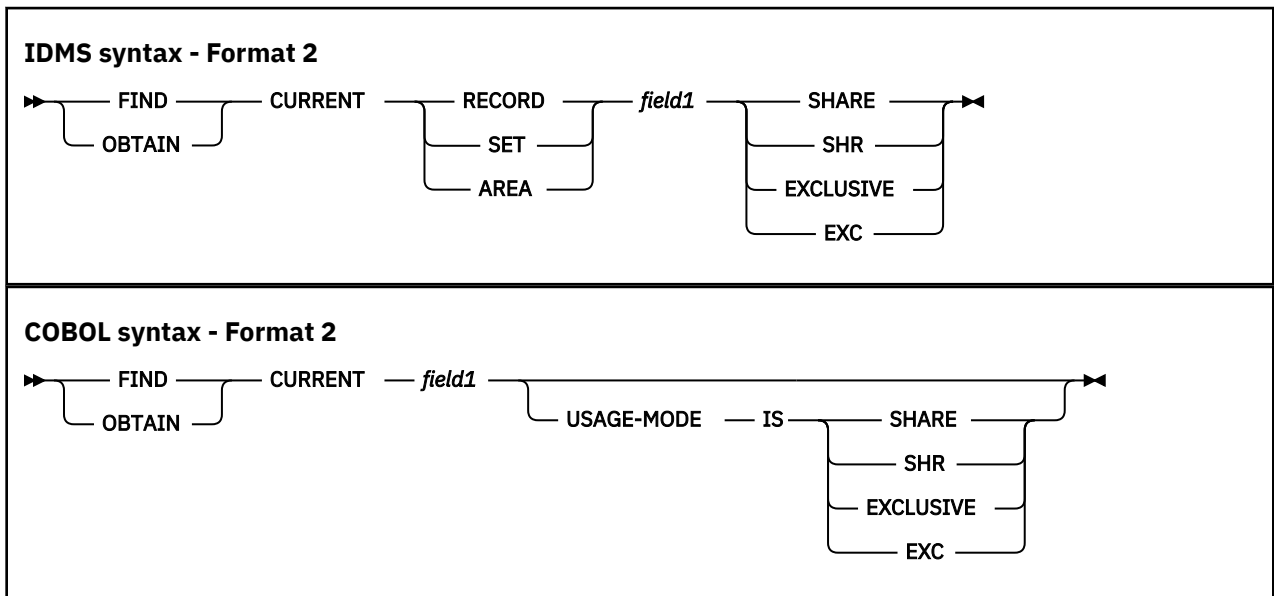 IDMS syntax - Format 2
FIND CURRENT RECORD field1 SHARE
OBTAIN SET SHR
AREA EXCLUSIVE
EXC
COBOL syntax - Format 2
FIND CURRENT field1
OBTAIN USAGE-MODE IS SHARE
SHR
EXCLUSIVE
EXC